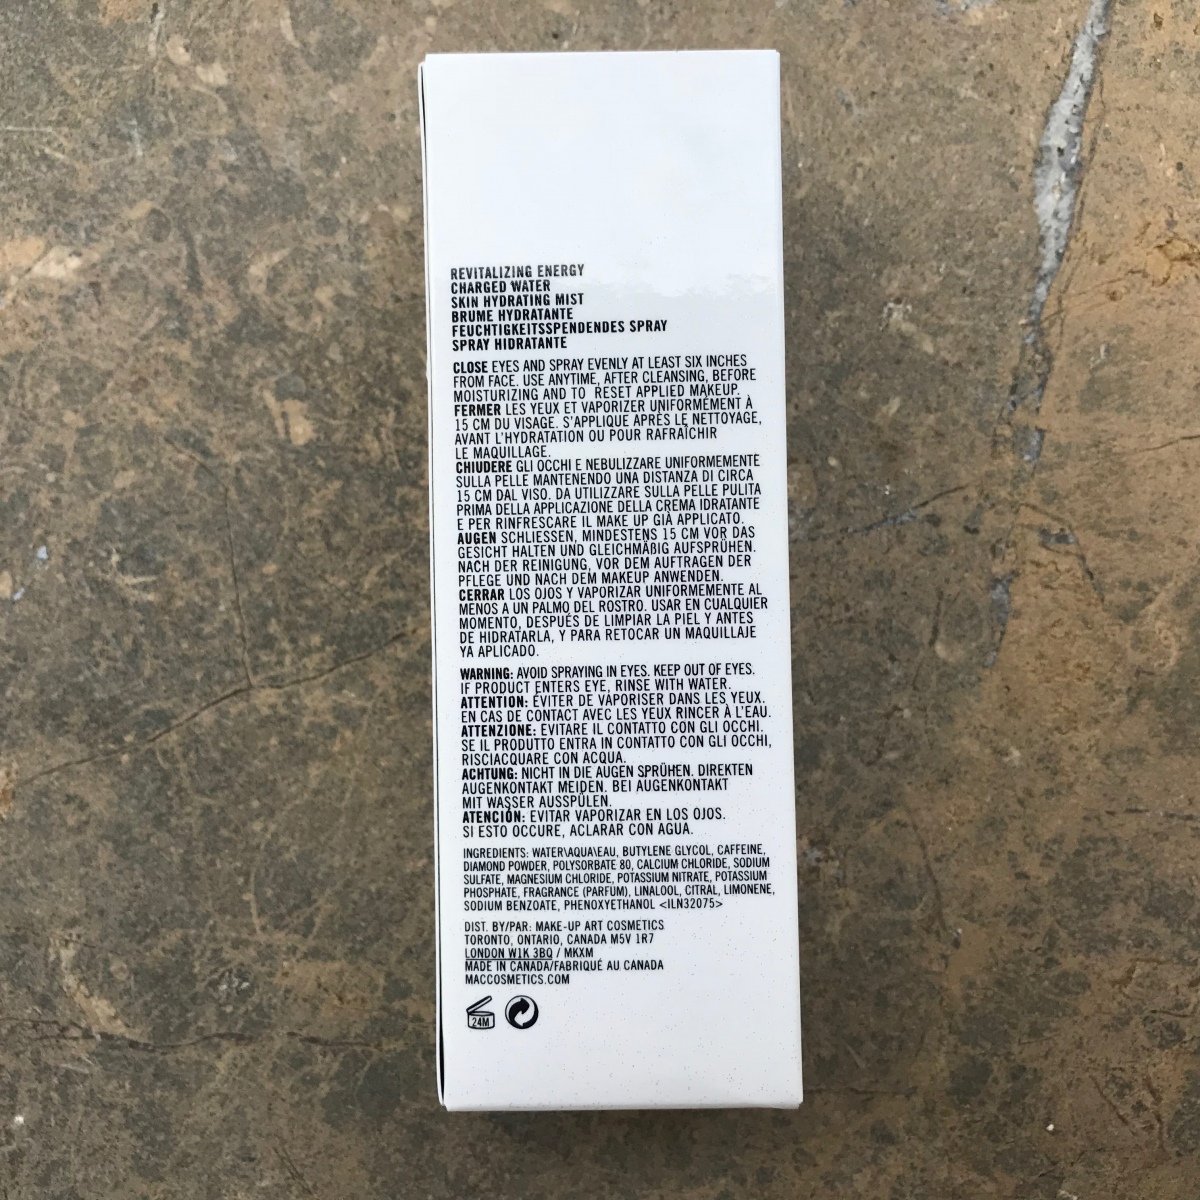 REVITALIZING ENERGY
CHARGED WATER
SKIN HYDRATING MIST
BRUME HYDRATANTE
FEUCHTIGKEITSSPENDENDES SPRAY
SPRAY HIDRATANTE
CLOSE EYES AND SPRAY EVENLY AT LEAST SIX INCHES
FROM FACE. USE ANYTIME, AFTER CLEANSING, BEFORE
MOISTURIZING AND TO RESET APPLIED MAKEUP.
FERMER LES YEUX ET VAPORIZER UNIFORMÉMENT À
15 CM DU VISAGE. S'APPLIQUE APRÈS LE NETTOYAGE,
AVANT L'HYDRATATION OU POUR RAFRAÎCHIR
LE MAQUILLAGE.
CHIUDERE GLI OCCHI E NEBULIZZARE UNIFORMEMENTE
SULLA PELLE MANTENENDO UNA DISTANZA DI CIRCA
15 CM DAL VISO. DA UTILIZZARE SULLA PELLE PULITA
PRIMA DELLA APPLICAZIONE DELLA CREMA IDRATANTE
E PER RINFRESCARE IL MAKE UP GIÀ APPLICATO.
AUGEN SCHLIESSEN, MINDESTENS 15 CM VOR DAS
GESICHT HALTEN UND GLEICHMÄßIG AUFSPRÜHEN.
NACH DER REINIGUNG, VOR DEM AUFTRAGEN DER
PFLEGE UND NACH DEM MAKEUP ANWENDEN.
CERRAR LOS OJOS Y VAPORIZAR UNIFORMEMENTE AL
MENOS A UN PALMO DEL ROSTRO. USAR EN CUALQUIER
MOMENTO, DESPUÉS DE LIMPIAR LA PIEL Y ANTES
DE HIDRATARLA, Y PARA RETOCAR UN MAQUILLAJE
YA APLICADO.
WARNING: AVOID SPRAYING IN EYES. KEEP OUT OF EYES.
IF PRODUCT ENTERS EYE, RINSE WITH WATER.
ATTENTION: ÉVITER DE VAPORISER DANS LES YEUX.
EN CAS DE CONTACT AVEC LES YEUX RINCER À L'EAU.
ATTENZIONE: EVITARE IL CONTATTO CON GLI OCCHI.
SE IL PRODUTTO ENTRA IN CONTATTO CON GLI OCCHI,
RISCIACQUARE CON ACQUA.
ACHTUNG: NICHT IN DIE AUGEN SPRÜHEN. DIREKTEN
AUGENKONTAKT MEIDEN. BEI AUGENKONTAKT
MIT WASSER AUSSPÜLEN.
ATENCIÓN: EVITAR VAPORIZAR EN LOS OJOS.
SI ESTO OCCURE, ACLARAR CON AGUA.
INGREDIENTS: WATER\AQUA\EAU, BUTYLENE GLYCOL, CAFFEINE,
DIAMOND POWDER, POLYSORBATE 80, CALCIUM CHLORIDE, SODIUM
SULFATE, MAGNESIUM CHLORIDE, POTASSIUM NITRATE, POTASSIUM
PHOSPHATE, FRAGRANCE (PARFUM), LINALOOL, CITRAL, LIMONENE,
SODIUM BENZOATE, PHENOXYETHANOL <ILN32075>
DIST. BY/PAR: MAKE-UP ART COSMETICS
TORONTO, ONTARIO, CANADA M5V 1R7
LONDON W1K 3BQ / MKXM
MADE IN CANADA/FABRIQUÉ AU CANADA
MACCOSMETICS.COM
24M